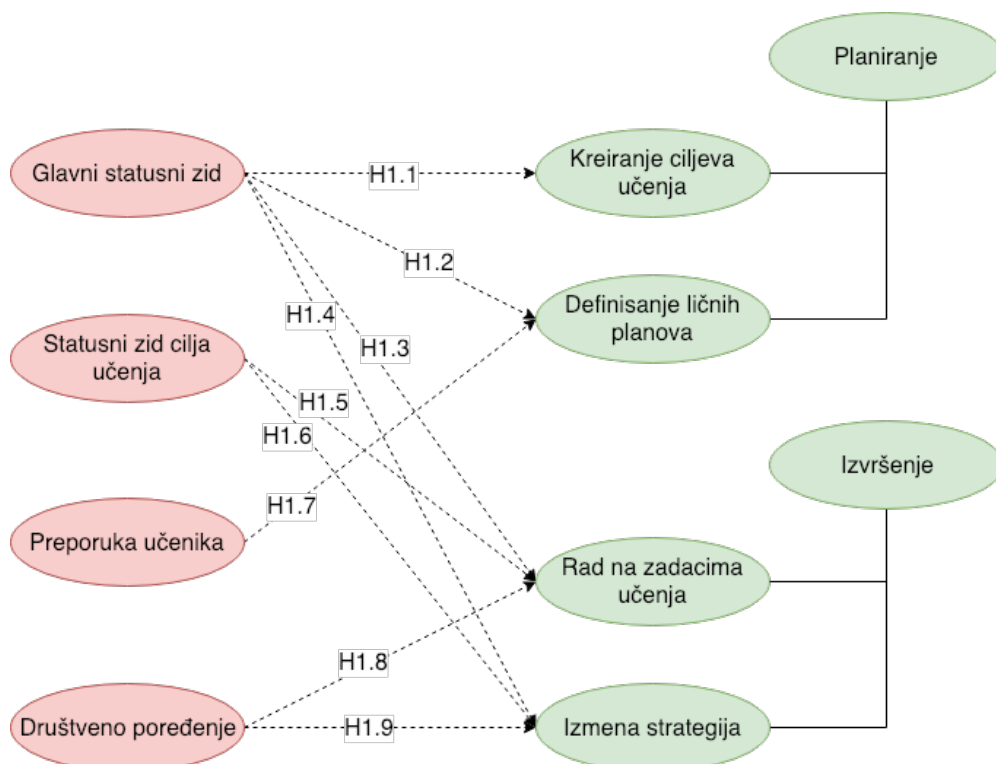 Planiranje
Glavni statusni zid
H1.1
Kreiranje ciljeva
učenja
H1.2
H1.4
H1.3
Definisanje ličnih
planova
Statusni zid cilja
učenja
H1.5
H1.6
Izvršenje
H1.7
Preporuka učenika
Rad na zadacima
učenja
H1.8
Društveno poređenje
H1.9
Izmena strategija